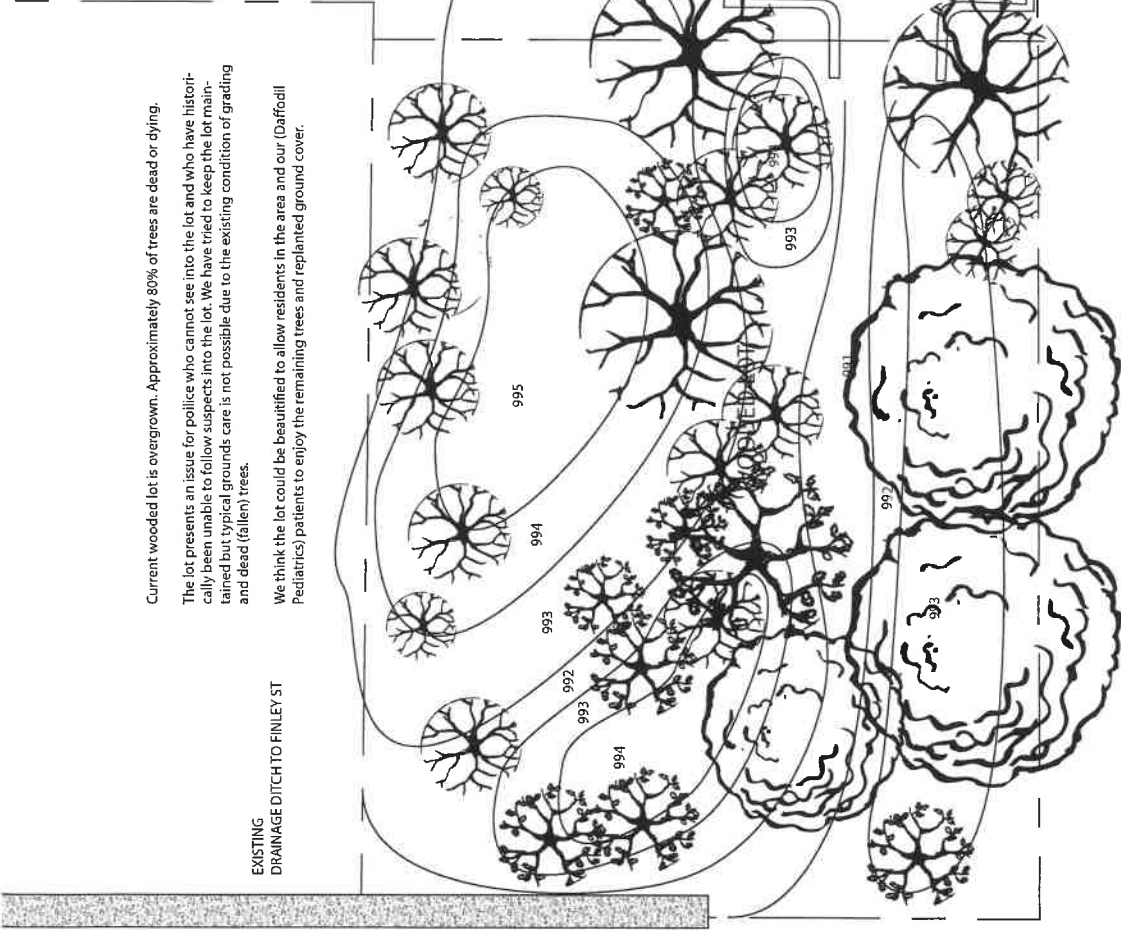 Current wooded lot is overgrown. Approximately 80% of trees are dead or dying.
The lot presents an issue for poilice who cannot see into the lot and who have histori-
cally been unable to follow suspects into the lot. We have tried to keep the lot main-
tained but typical grounds care is not possible due to the existing condition of grading
and dead (fallen) trees.
We think the lot could be beauitified to allow residents in the area and our (Daffodil
Pediatrics) patients to enjoy the remaining trees and replanted ground cover.
EXISTING
DRAINAGE DITCH TO FINLEY ST
995
994
993
992
993
994
993
WOODED LOT
991
992
993